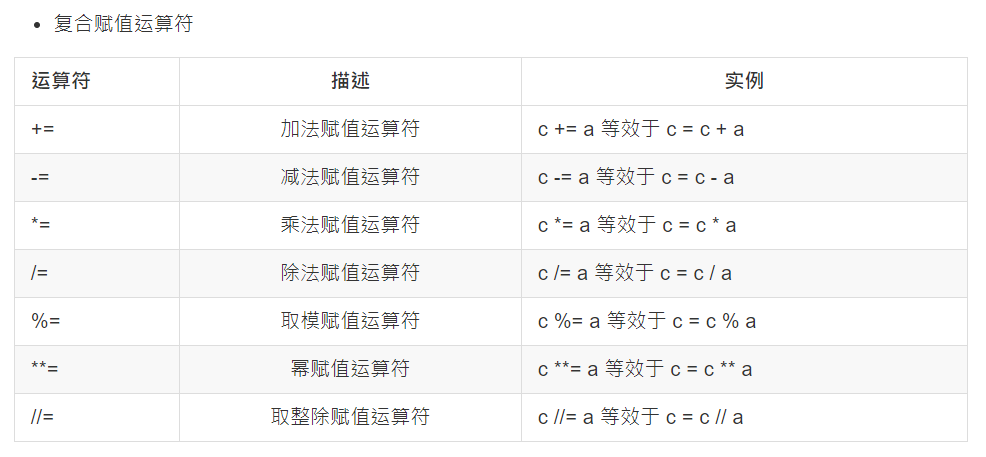 复合赋值运算符
运算符 描述 实例
+= 加法赋值运算符 c += a 等效于 c = c + a
-= 减法赋值运算符 c -= a 等效于 c = c - a
*= 乘法赋值运算符 c *= a 等效于 c = c * a
/= 除法赋值运算符 c /= a 等效于 c = c / a
%= 取模赋值运算符 c %= a 等效于 c = c % a
**= 幂赋值运算符 c **= a 等效于 c = c ** a
//= 取整除赋值运算符 c //= a 等效于 c = c // a